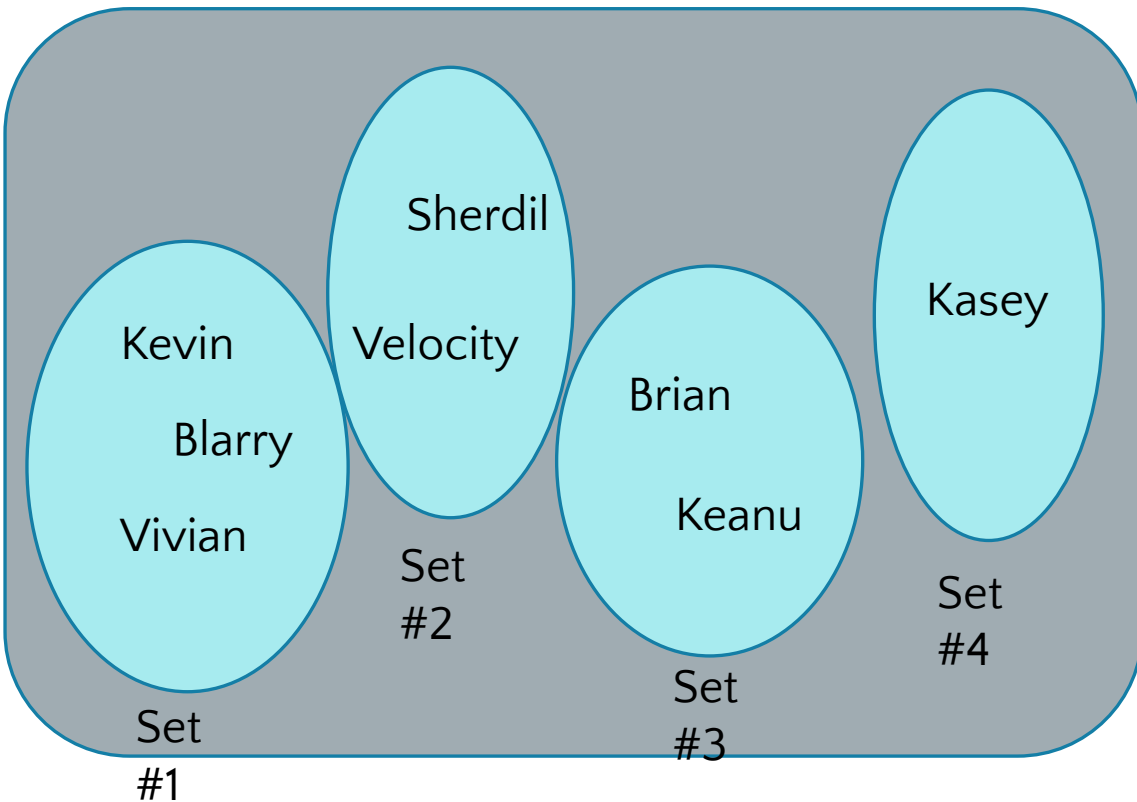 Kevin
Blarry
Vivian
Set
#1
Sherdil
Velocity
Set
#2
Brian
Keanu
Set
#3
Kasey
Set
#4